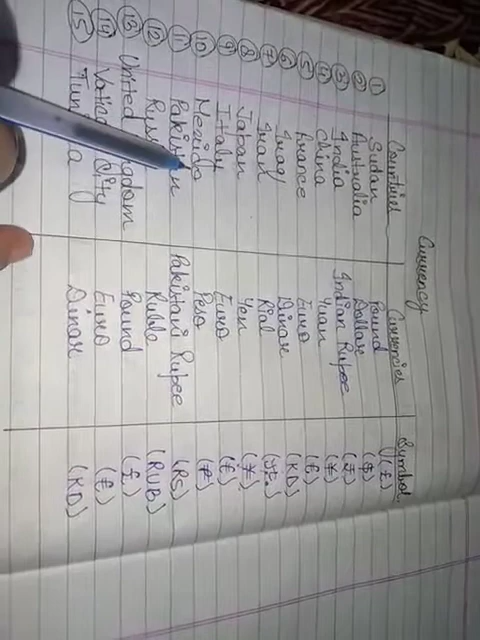 Currency
Countries Currencies Symbol
① Sudan Pound (£)
② Australia Dollar ($)
③ India Indian Rupee (₹)
④ China Yuan (¥)
⑤ France Euro (£)
⑥ Iraq Dinar (KD)
⑦ Iran Rial
⑧ Japan Yen (¥)
⑨ Italy Euro (£)
⑩ Mexico Peso (₱)
⑪ Pakistan Pakistani Rupee (RS)
⑫ Ruble (RUB)
⑬ United Kingdom Pound (£)
⑭ Vatican City Euro (£)
⑮ Dinar (KD)